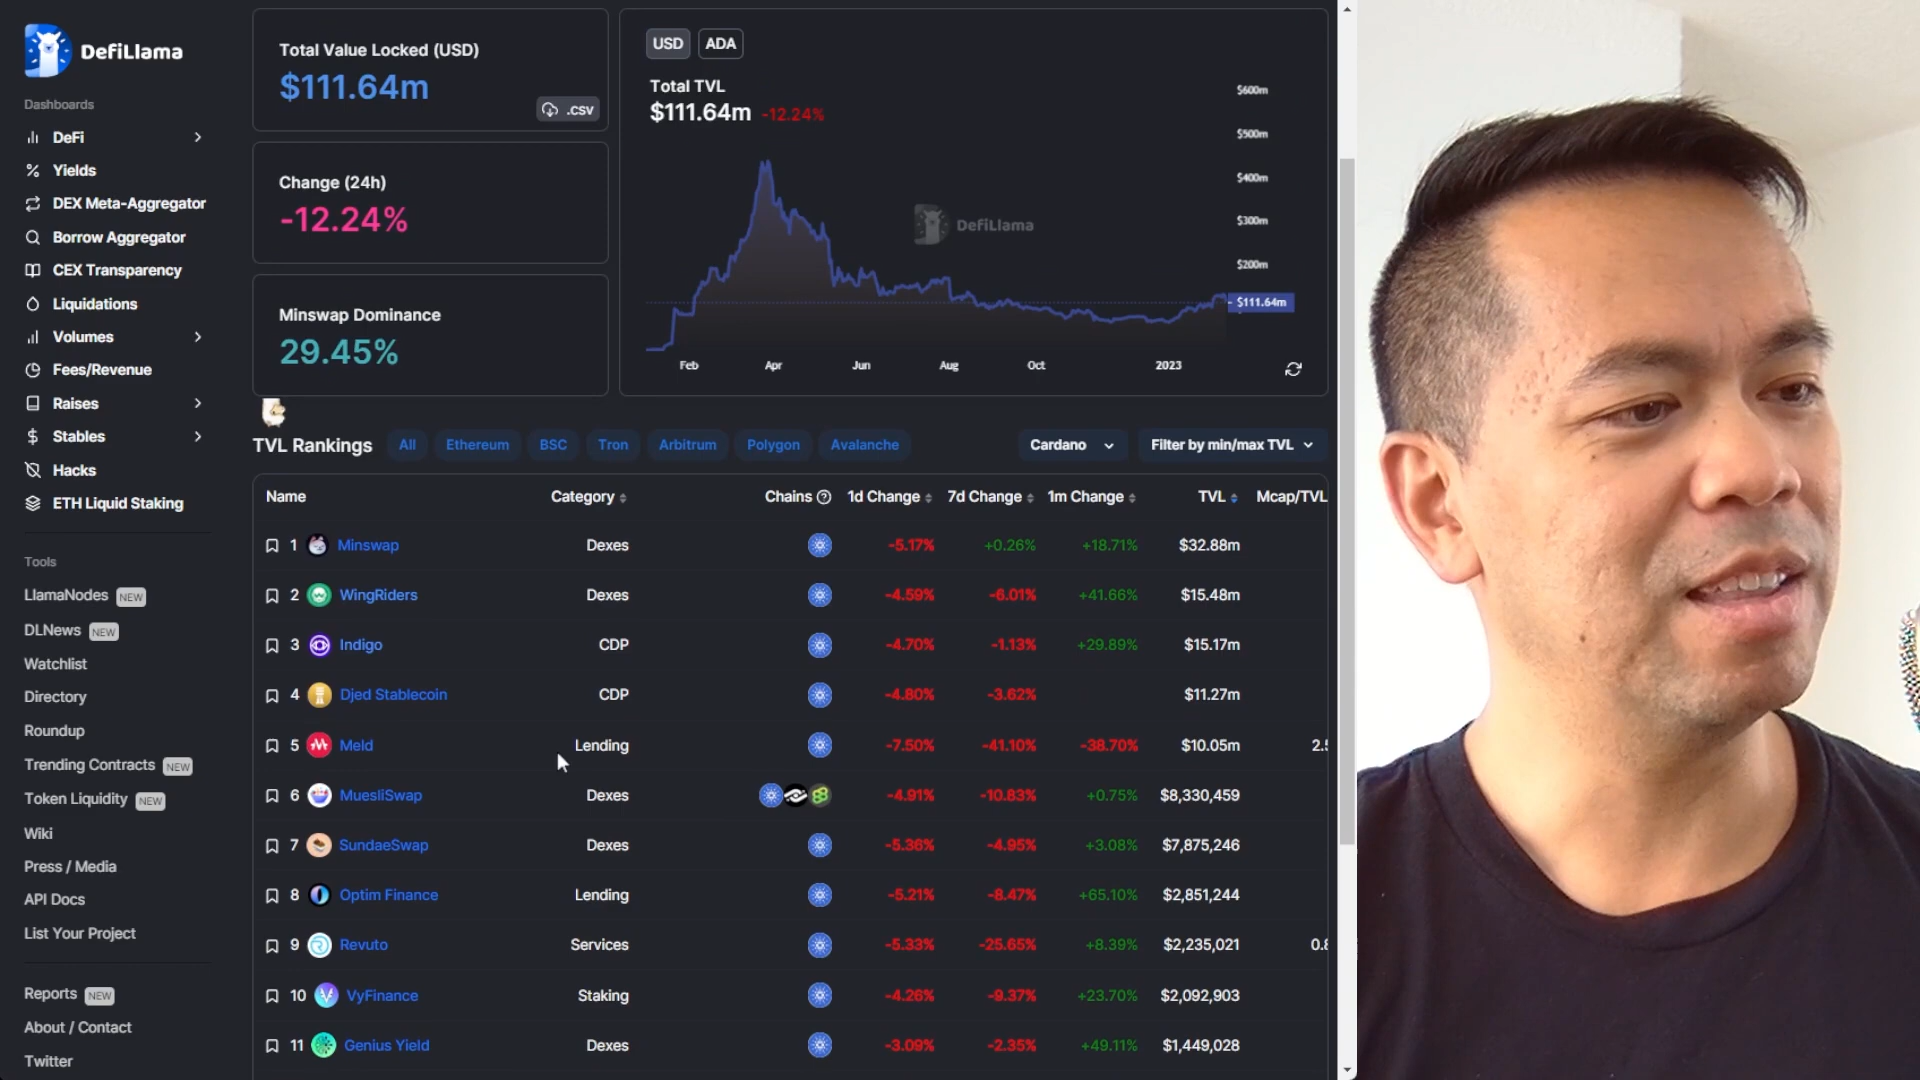 DefiLlama
Dashboards
DeFi
Yields
DEX Meta-Aggregator
Borrow Aggregator
CEX Transparency
Liquidations
Volumes
Fees/Revenue
Raises
Stables
Hacks
ETH Liquid Staking
Tools
LlamaNodes NEW
DLNews NEW
Watchlist
Directory
Roundup
Trending Contracts NEW
Token Liquidity NEW
Wiki
Press / Media
API Docs
List Your Project
Reports NEW
About / Contact
Twitter
Total Value Locked (USD)
$111.64m
.csv
Change (24h)
-12.24%
Minswap Dominance
29.45%
USD ADA
Total TVL
$111.64m -12.24%
$600m
$500m
$400m
$300m
$200m
$111.64m
DefiLlama
Feb Apr Jun Aug Oct 2023
TVL Rankings All Ethereum BSC Tron Arbitrum Polygon Avalanche Cardano Filter by min/max TVL
Name Category Chains 1d Change 7d Change 1m Change TVL Mcap/TVL
1 Minswap Dexes -5.17% +0.26% +18.71% $32.88m
2 WingRiders Dexes -4.59% -6.01% +41.66% $15.48m
3 Indigo CDP -4.70% -1.13% +29.89% $15.17m
4 Djed Stablecoin CDP -4.80% -3.62% $11.27m
5 Meld Lending -7.50% -41.10% -38.70% $10.05m
6 MuesliSwap Dexes -4.91% -10.83% +0.75% $8,330,459
7 SundaeSwap Dexes -5.36% -4.95% +3.08% $7,875,246
8 Optim Finance Lending -5.21% -8.47% +65.10% $2,851,244
9 Revuto Services -5.33% -25.65% +8.39% $2,235,021
10 VyFinance Staking -4.26% -9.37% +23.70% $2,092,903
11 Genius Yield Dexes -3.09% -2.35% +49.11% $1,449,028